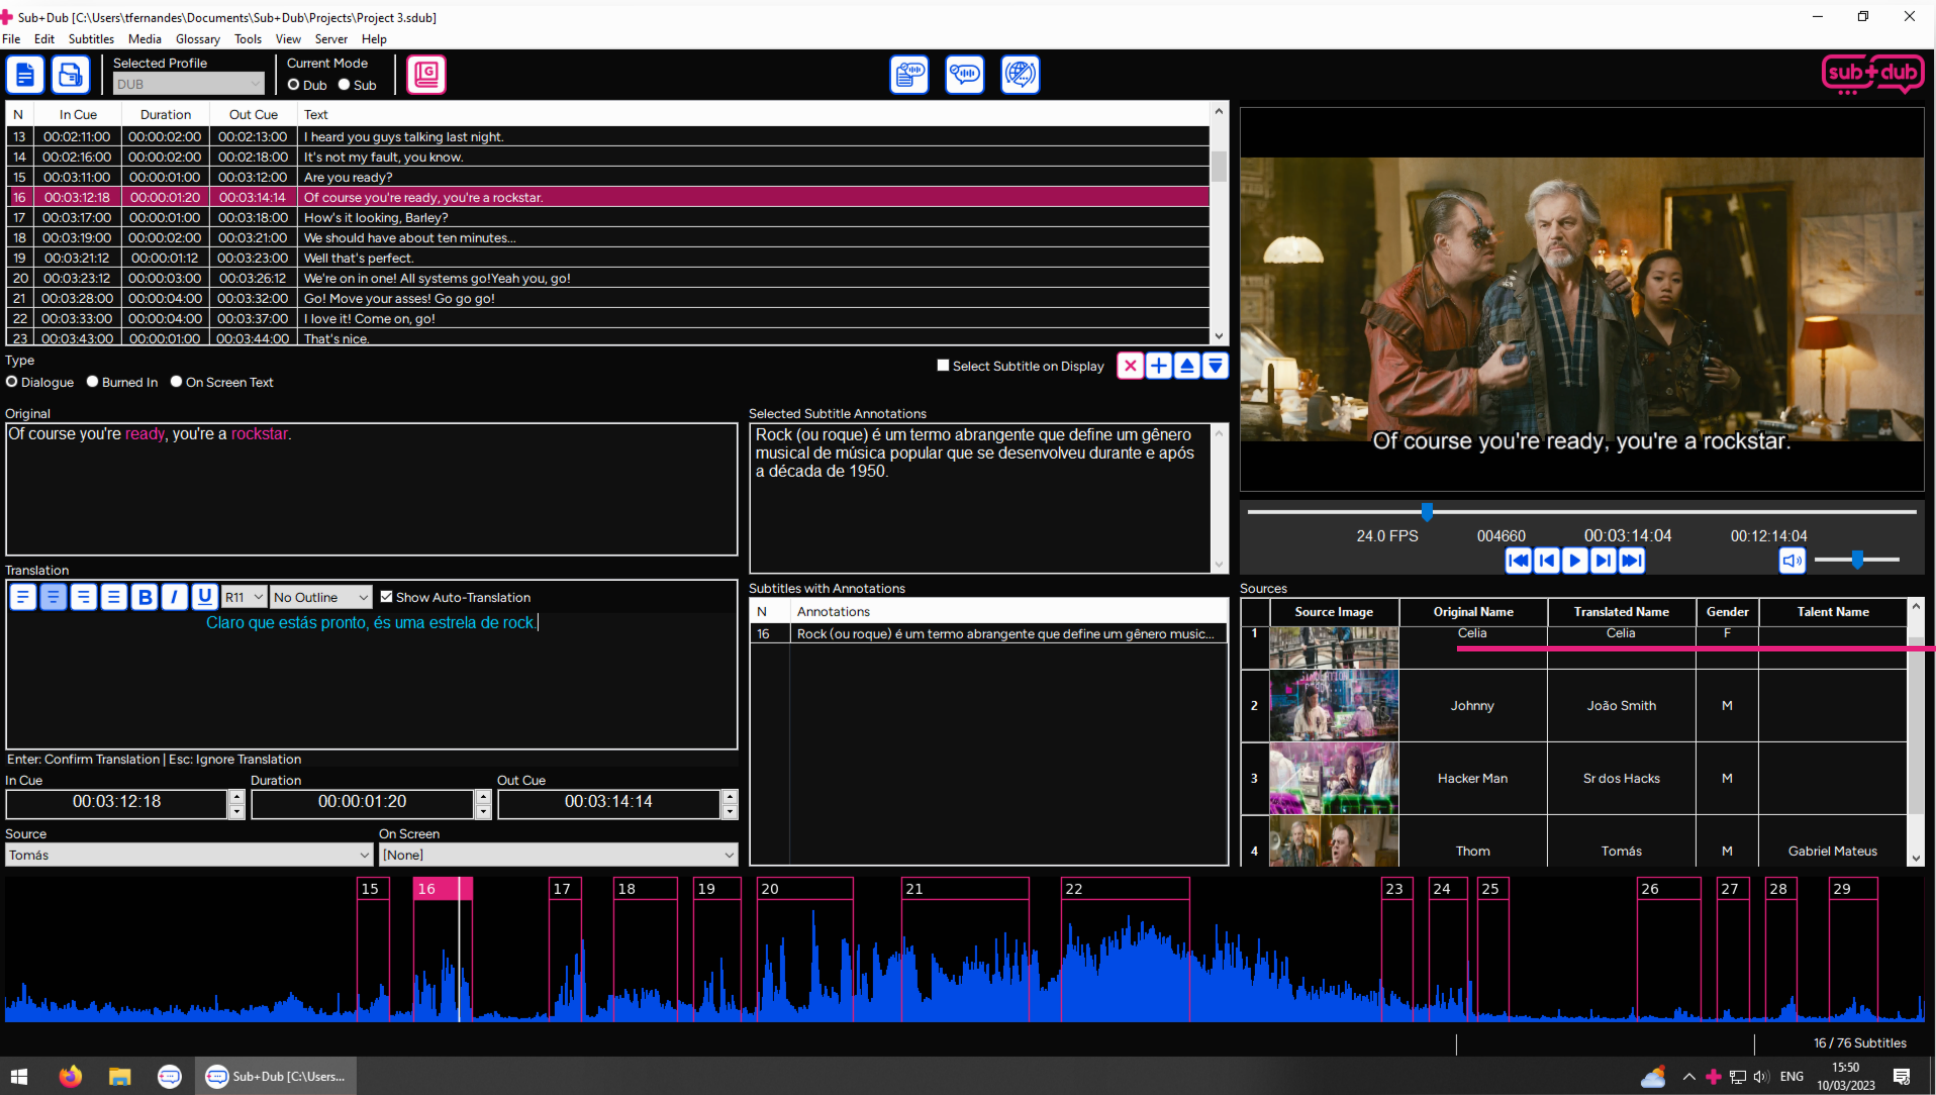 Sub+Dub [C:\Users\tfernandes\Documents\Sub+Dub\Projects\Project 3.sdub]
File Edit Subtitles Media Glossary Tools View Server Help
Selected Profile
DUB
Current Mode
Dub Sub
G
sub+dub
N In Cue Duration Out Cue Text
13 00:02:11:00 00:00:02:00 00:02:13:00 I heard you guys talking last night.
14 00:02:16:00 00:00:02:00 00:02:18:00 It's not my fault, you know.
15 00:03:11:00 00:00:01:00 00:03:12:00 Are you ready?
16 00:03:12:18 00:00:01:20 00:03:14:14 Of course you're ready, you're a rockstar.
17 00:03:17:00 00:00:01:00 00:03:18:00 How's it looking, Barley?
18 00:03:19:00 00:00:02:00 00:03:21:00 We should have about ten minutes...
19 00:03:21:12 00:00:01:12 00:03:23:00 Well that's perfect.
20 00:03:23:12 00:00:03:00 00:03:26:12 We're on in one! All systems go!Yeah you, go!
21 00:03:28:00 00:00:04:00 00:03:32:00 Go! Move your asses! Go go go!
22 00:03:33:00 00:00:04:00 00:03:37:00 I love it! Come on, go!
23 00:03:43:00 00:00:01:00 00:03:44:00 That's nice.
Type
Dialogue Burned In On Screen Text
Select Subtitle on Display
Original
Of course you're ready, you're a rockstar.
Selected Subtitle Annotations
Rock (ou roque) é um termo abrangente que define um gênero
musical de música popular que se desenvolveu durante e após
a década de 1950.
Of course you're ready, you're a rockstar.
24.0 FPS 004660 00:03:14:04 00:12:14:04
Translation
B I U R11 No Outline Show Auto-Translation
Claro que estás pronto, és uma estrela de rock.
Enter: Confirm Translation | Esc: Ignore Translation
In Cue Duration Out Cue
00:03:12:18 00:00:01:20 00:03:14:14
Source On Screen
Tomás [None]
Subtitles with Annotations
N Annotations
16 Rock (ou roque) é um termo abrangente que define um gênero music...
Sources
Source Image Original Name Translated Name Gender Talent Name
1 Celia Celia F
2 Johnny João Smith M
3 Hacker Man Sr dos Hacks M
4 Thom Tomás M Gabriel Mateus
15 16 17 18 19 20 21 22 23 24 25 26 27 28 29
16 / 76 Subtitles
Sub+Dub [C:\Users...
ENG
15:50
10/03/2023